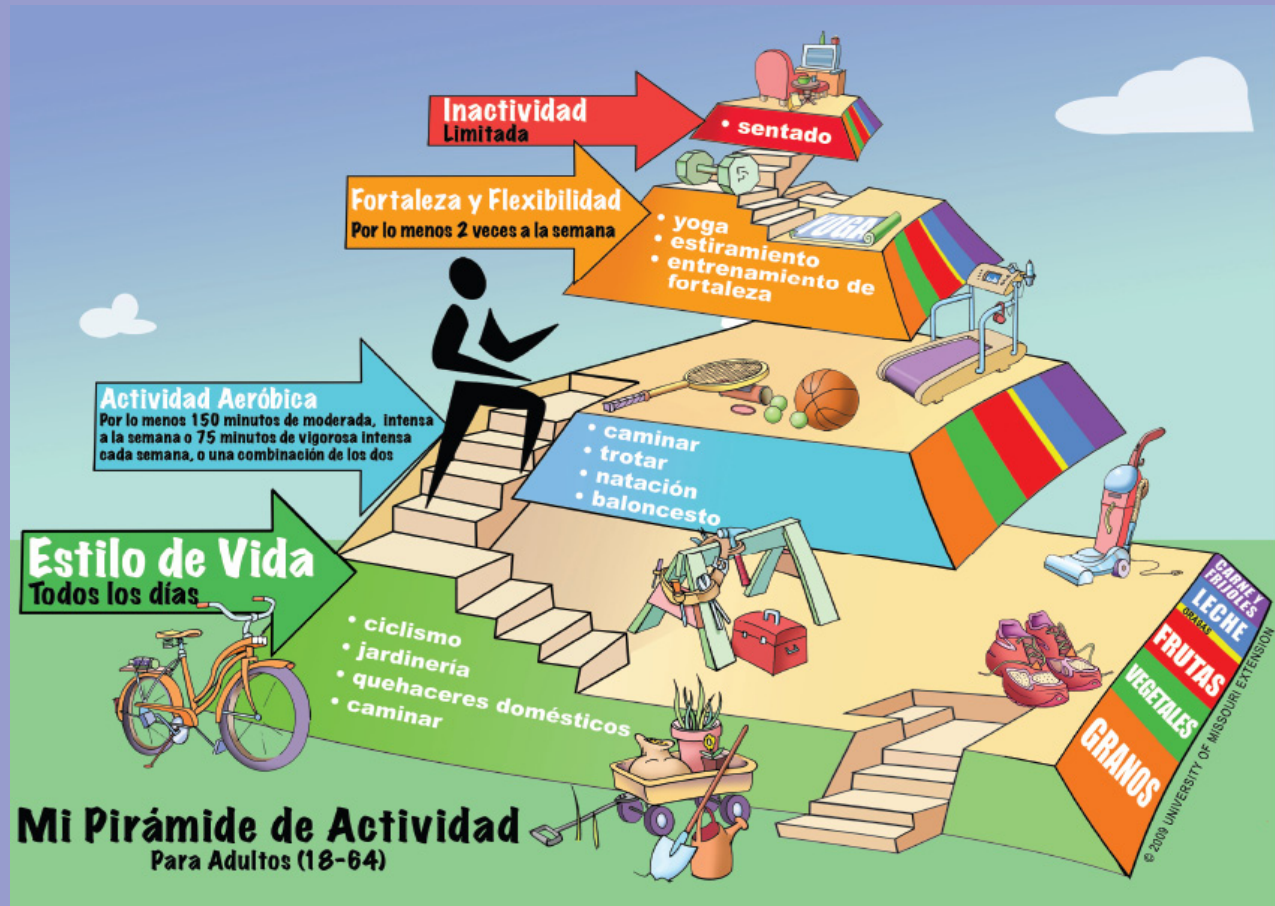 Inactividad
Limitada
• sentado
Fortaleza y Flexibilidad
Por lo menos 2 veces a la semana
• yoga
• estiramiento
• entrenamiento de
fortaleza
YOGA
Actividad Aeróbica
Por lo menos 150 minutos de moderada, intensa
a la semana o 75 minutos de vigorosa intensa
cada semana, o una combinación de los dos
• caminar
• trotar
• natación
• baloncesto
Estilo de Vida
Todos los días
• ciclismo
• jardinería
• quehaceres domésticos
• caminar
CARNE Y
FRIJOLES
LECHE
GRASAS
FRUTAS
VEGETALES
GRANOS
© 2009 UNIVERSITY OF MISSOURI EXTENSION
Mi Pirámide de Actividad
Para Adultos (18-64)